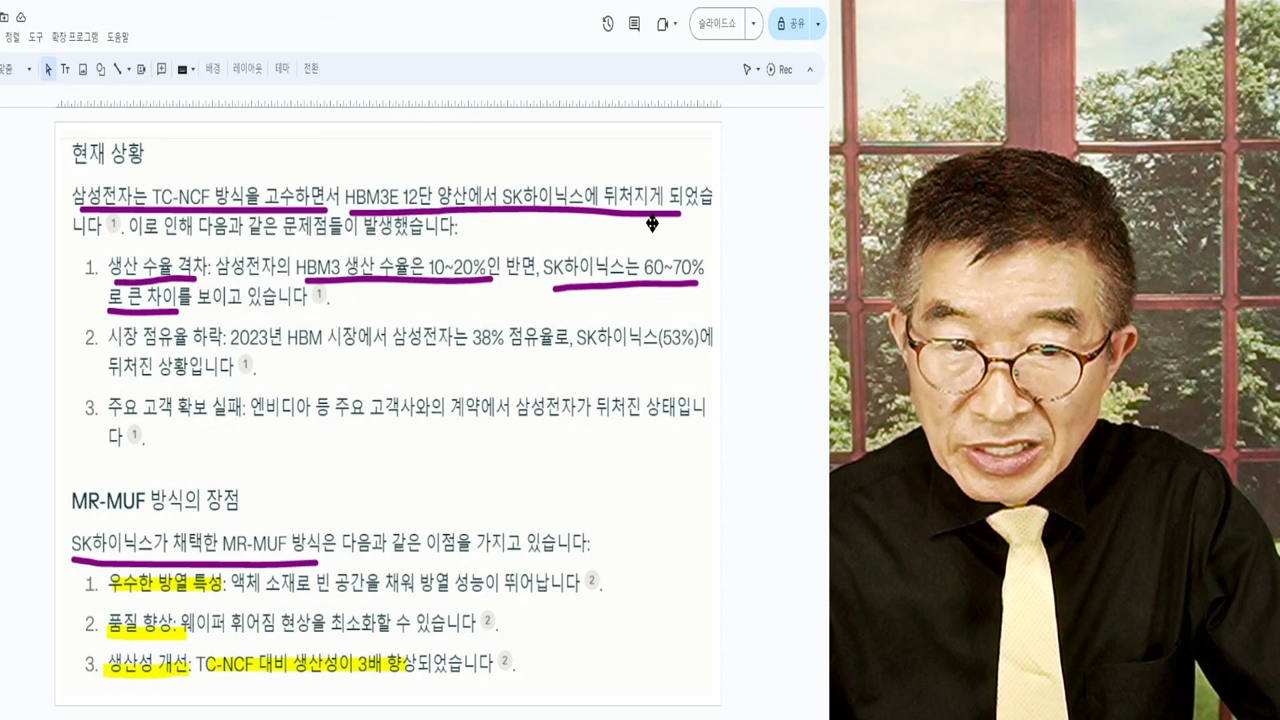 정렬 도구 확장 프로그램 도움말
슬라이드쇼
공유
맞춤
Tr
배경 레이아웃 테마 전환
Rec
현재 상황
삼성전자는 TC-NCF 방식을 고수하면서 HBM3E 12단 양산에서 SK하이닉스에 뒤처지게 되었습
니다 1. 이로 인해 다음과 같은 문제점들이 발생했습니다:
1. 생산 수율 격차: 삼성전자의 HBM3 생산 수율은 10~20%인 반면, SK하이닉스는 60~70%
로 큰 차이를 보이고 있습니다 1.
2. 시장 점유율 하락: 2023년 HBM 시장에서 삼성전자는 38% 점유율로, SK하이닉스(53%)에
뒤처진 상황입니다 1.
3. 주요 고객 확보 실패: 엔비디아 등 주요 고객사와의 계약에서 삼성전자가 뒤처진 상태입니
다 1.
MR-MUF 방식의 장점
SK하이닉스가 채택한 MR-MUF 방식은 다음과 같은 이점을 가지고 있습니다:
1. 우수한 방열 특성: 액체 소재로 빈 공간을 채워 방열 성능이 뛰어납니다 2.
2. 품질 향상: 웨이퍼 휘어짐 현상을 최소화할 수 있습니다 2.
3. 생산성 개선: TC-NCF 대비 생산성이 3배 향상되었습니다 2.